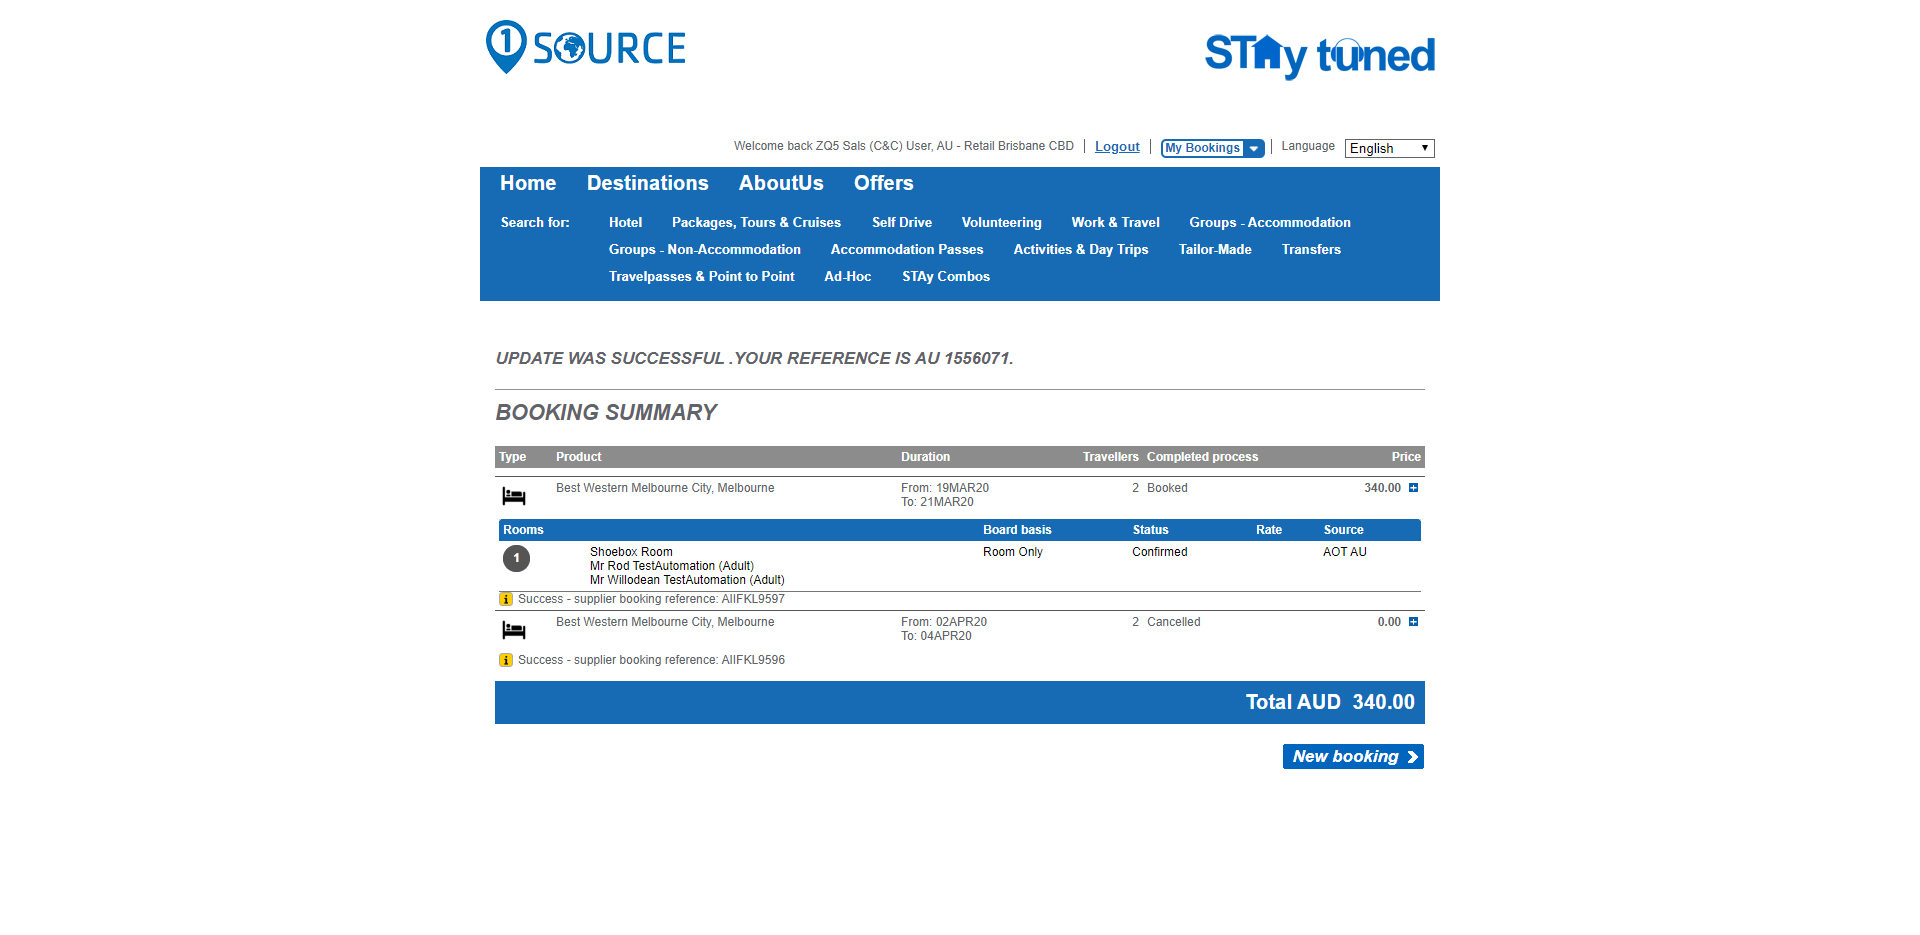 1 SOURCE
STAy tuned
Welcome back ZQ5 Sals (C&C) User, AU - Retail Brisbane CBD Logout My Bookings Language English
Home Destinations AboutUs Offers
Search for: Hotel Packages, Tours & Cruises Self Drive Volunteering Work & Travel Groups - Accommodation
Groups - Non-Accommodation Accommodation Passes Activities & Day Trips Tailor-Made Transfers
Travelpasses & Point to Point Ad-Hoc STAy Combos
UPDATE WAS SUCCESSFUL .YOUR REFERENCE IS AU 1556071.
BOOKING SUMMARY
Type Product Duration Travellers Completed process Price
Best Western Melbourne City, Melbourne From: 19MAR20 2 Booked 340.00
To: 21MAR20
Rooms Board basis Status Rate Source
1 Shoebox Room Room Only Confirmed AOT AU
Mr Rod TestAutomation (Adult)
Mr Willodean TestAutomation (Adult)
Success - supplier booking reference: AIIFKL9597
Best Western Melbourne City, Melbourne From: 02APR20 2 Cancelled 0.00
To: 04APR20
Success - supplier booking reference: AIIFKL9596
Total AUD 340.00
New booking